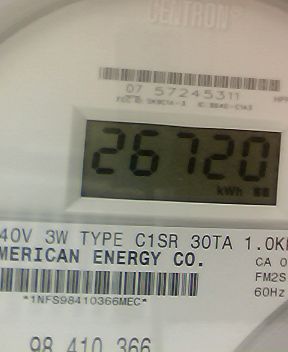 CENTRON®
07 57245311
26720
kWh
40V 3W TYPE C1SR 30TA 1.0K
MERICAN ENERGY CO.
CA 0
FM2S
*1NFS98410366MEC*
60Hz
98 410 366